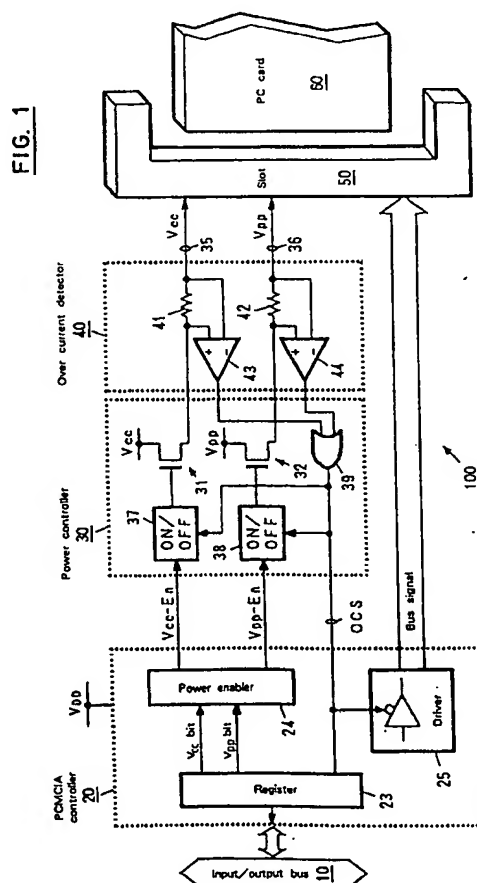 FIG. 1
PCMCIA
controller
20
Power controller
30
Over current detector
40
Slot
50
PC card
60
VDD
Vcc
Vpp
Vcc
35
Vpp
36
41
42
+
-
43
+
-
44
31
32
39
37
ON/
OFF
38
ON/
OFF
Vcc-En
Vpp-En
OCS
Power enabler
24
Vcc bit
Vpp bit
Register
23
Driver
25
Bus signal
100
Input/output bus
10